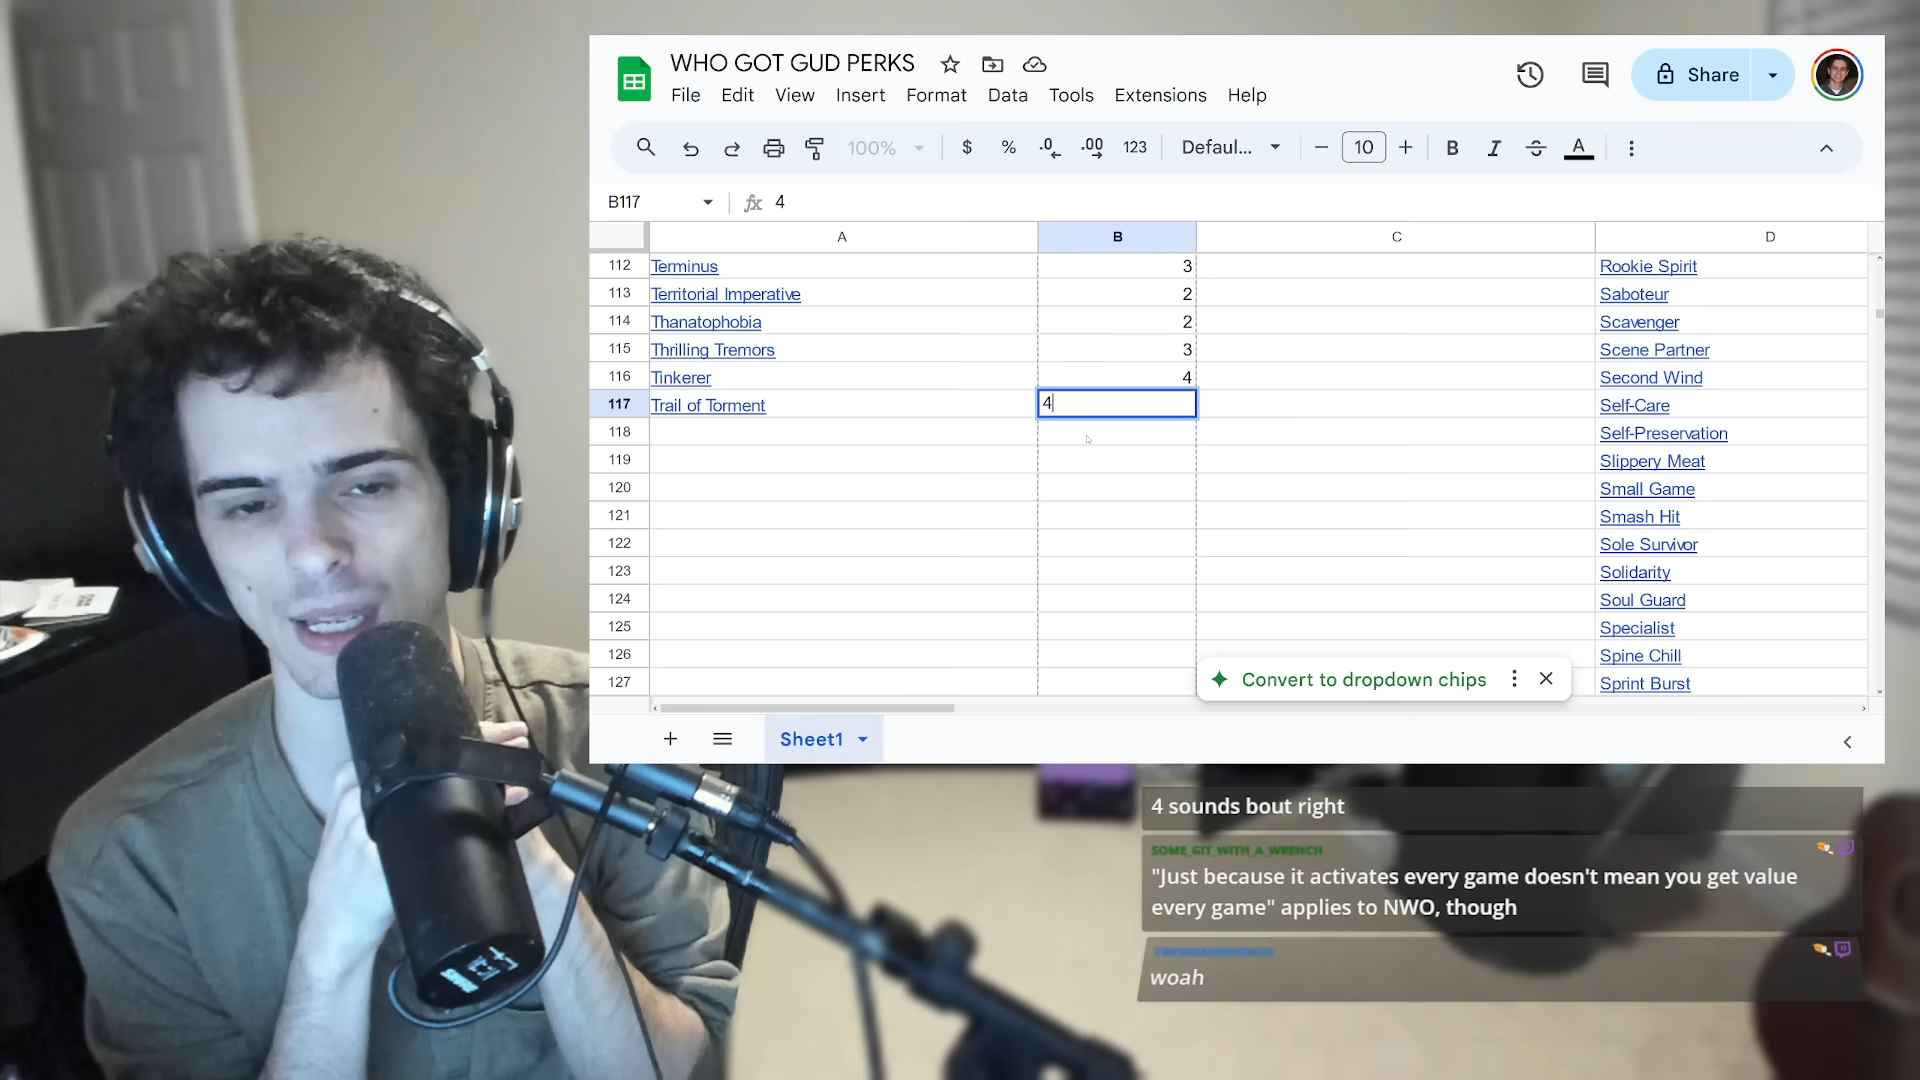 WHO GOT GUD PERKS
File Edit View Insert Format Data Tools Extensions Help
Share
100% $ % .0 .00 123 Defaul... 10 B I S A
B117 fx 4
A B C D
112 Terminus 3 Rookie Spirit
113 Territorial Imperative 2 Saboteur
114 Thanatophobia 2 Scavenger
115 Thrilling Tremors 3 Scene Partner
116 Tinkerer 4 Second Wind
117 Trail of Torment 4 Self-Care
118 Self-Preservation
119 Slippery Meat
120 Small Game
121 Smash Hit
122 Sole Survivor
123 Solidarity
124 Soul Guard
125 Specialist
126 Spine Chill
127 Sprint Burst
Convert to dropdown chips
Sheet1
4 sounds bout right
SOME_GIT_WITH_A_WRENCH
"Just because it activates every game doesn't mean you get value
every game" applies to NWO, though
woah